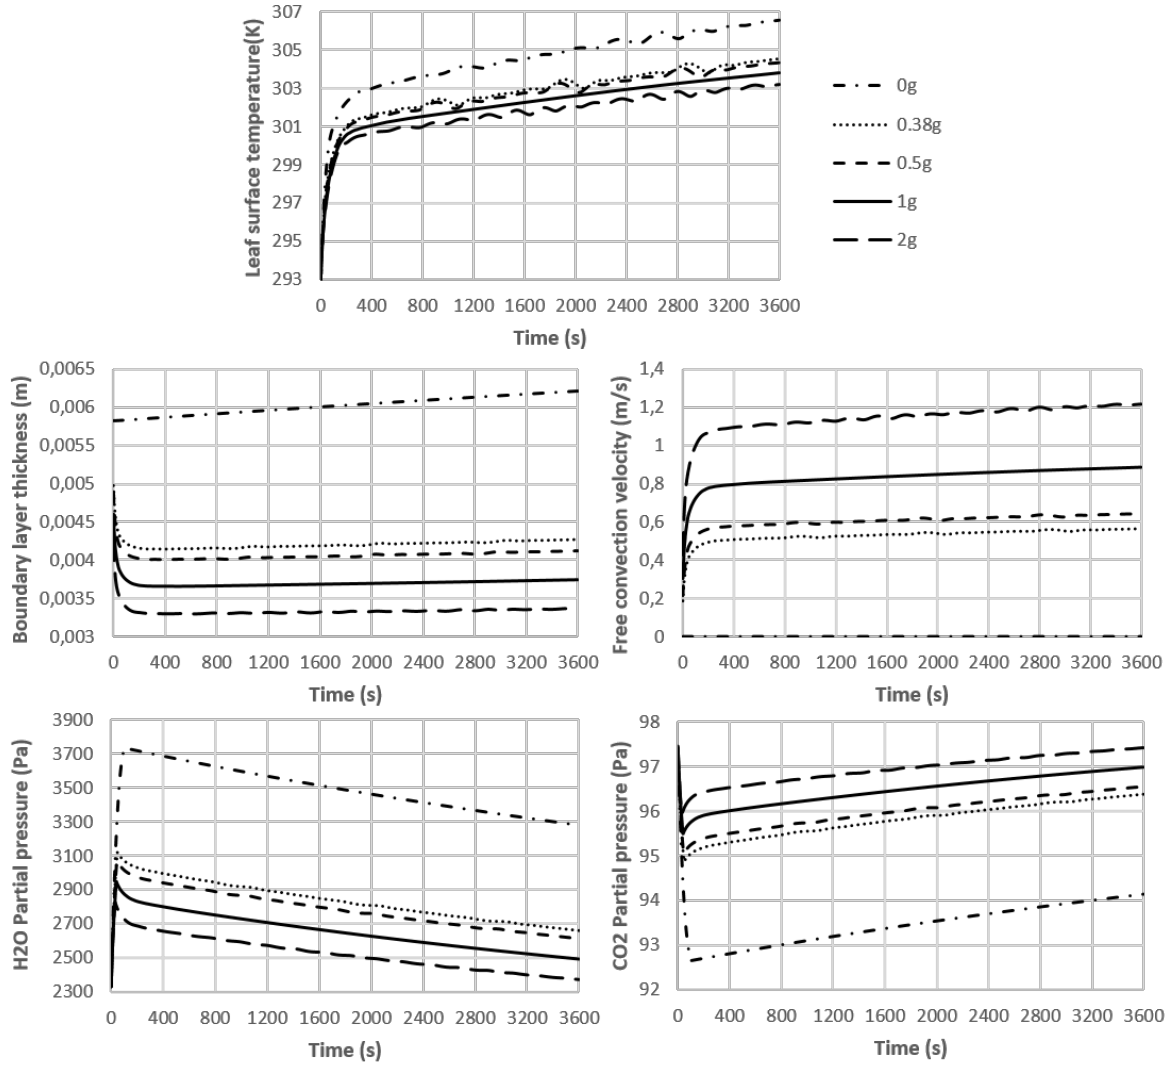 Leaf surface temperature(K)
307
305
303
301
299
297
295
293
0 400 800 1200 1600 2000 2400 2800 3200 3600
Time (s)
0g
0.38g
0.5g
1g
2g
Boundary layer thickness (m)
0,0065
0,006
0,0055
0,005
0,0045
0,004
0,0035
0,003
0 400 800 1200 1600 2000 2400 2800 3200 3600
Time (s)
Free convection velocity (m/s)
1,4
1,2
1
0,8
0,6
0,4
0,2
0
0 400 800 1200 1600 2000 2400 2800 3200 3600
Time (s)
H2O Partial pressure (Pa)
3900
3700
3500
3300
3100
2900
2700
2500
2300
0 400 800 1200 1600 2000 2400 2800 3200 3600
Time (s)
CO2 Partial pressure (Pa)
98
97
96
95
94
93
92
0 400 800 1200 1600 2000 2400 2800 3200 3600
Time (s)